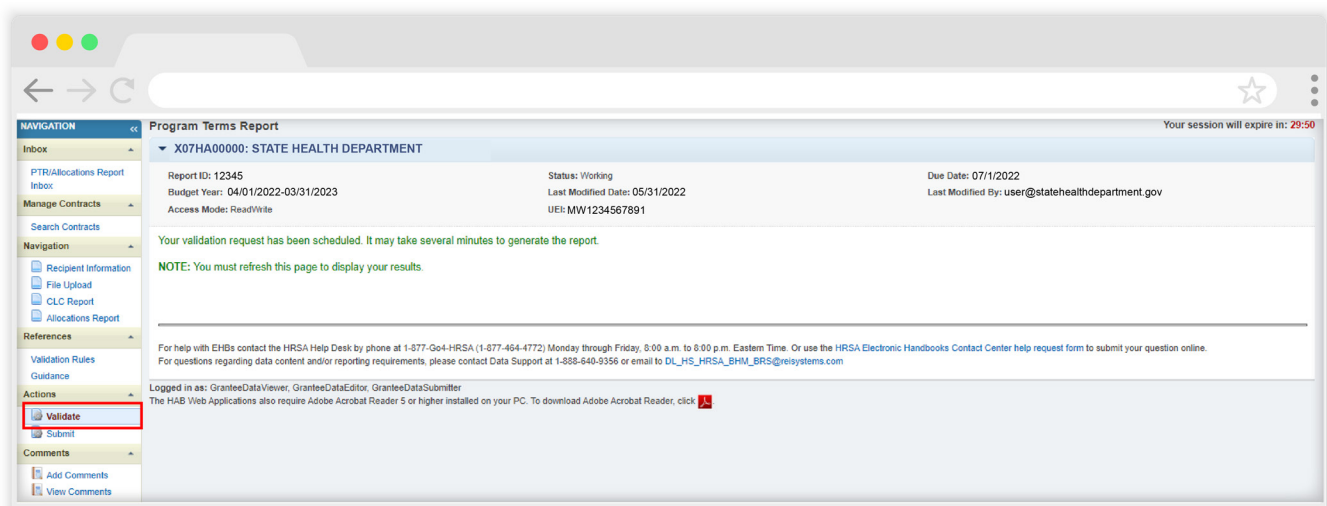 NAVIGATION «
Inbox
PTR/Allocations Report
Inbox
Manage Contracts
Search Contracts
Navigation
Recipient Information
File Upload
CLC Report
Allocations Report
References
Validation Rules
Guidance
Actions
Validate
Submit
Comments
Add Comments
View Comments
Program Terms Report
Your session will expire in: 29:50
X07HA00000: STATE HEALTH DEPARTMENT
Report ID: 12345 Status: Working Due Date: 07/1/2022
Budget Year: 04/01/2022-03/31/2023 Last Modified Date: 05/31/2022 Last Modified By: user@statehealthdepartment.gov
Access Mode: ReadWrite UEI: MW1234567891
Your validation request has been scheduled. It may take several minutes to generate the report.
NOTE: You must refresh this page to display your results.
For help with EHBs contact the HRSA Help Desk by phone at 1-877-Go4-HRSA (1-877-464-4772) Monday through Friday, 8:00 a.m. to 8:00 p.m. Eastern Time. Or use the HRSA Electronic Handbooks Contact Center help request form to submit your question online.
For questions regarding data content and/or reporting requirements, please contact Data Support at 1-888-640-9356 or email to DL_HS_HRSA_BHM_BRS@reisystems.com
Logged in as: GranteeDataViewer, GranteeDataEditor, GranteeDataSubmitter
The HAB Web Applications also require Adobe Acrobat Reader 5 or higher installed on your PC. To download Adobe Acrobat Reader, click .